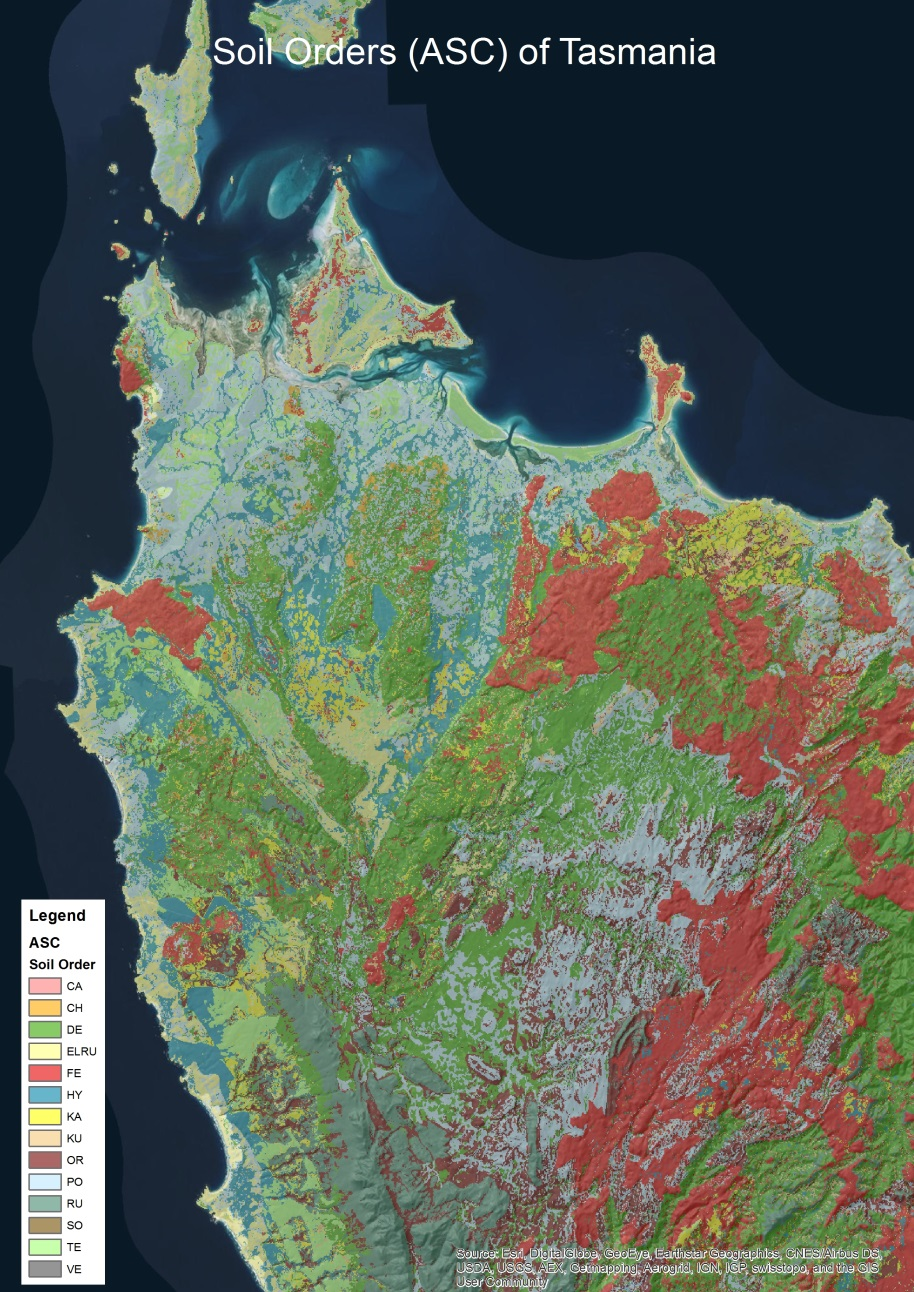 Soil Orders (ASC) of Tasmania
Legend
ASC
Soil Order
CA
CH
DE
ELRU
FE
HY
KA
KU
OR
PO
RU
SO
TE
VE
Source: Esri, DigitalGlobe, GeoEye, Earthstar Geographics, CNES/Airbus DS,
USDA, USGS, AEX, Getmapping, Aerogrid, IGN, IGP, swisstopo, and the GIS
User Community